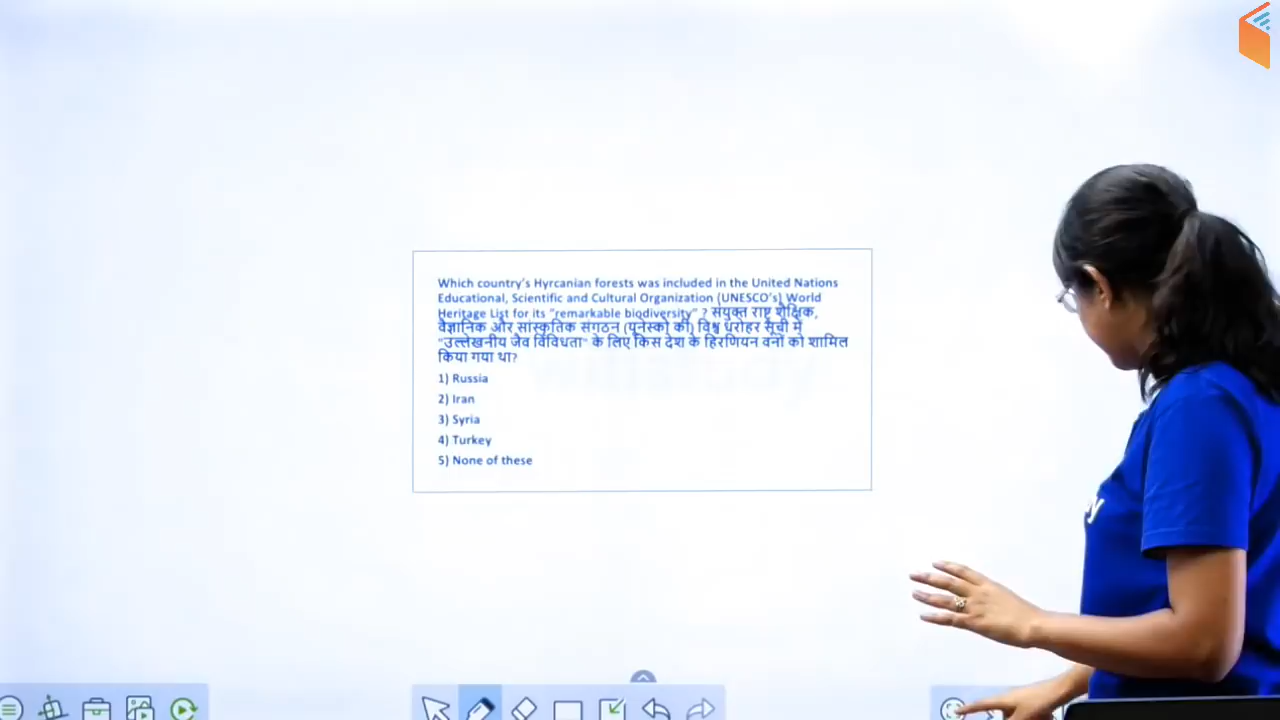 Which country's Hyrcanian forests was included in the United Nations
Educational, Scientific and Cultural Organization (UNESCO's) World
Heritage List for its "remarkable biodiversity" ? संयुक्त राष्ट्र शैक्षिक,
वैज्ञानिक और सांस्कृतिक संगठन (यूनेस्को की) विश्व धरोहर सूची में
"उल्लेखनीय जैव विविधता" के लिए किस देश के हिरणियन वनों को शामिल
किया गया था?
1) Russia
2) Iran
3) Syria
4) Turkey
5) None of these